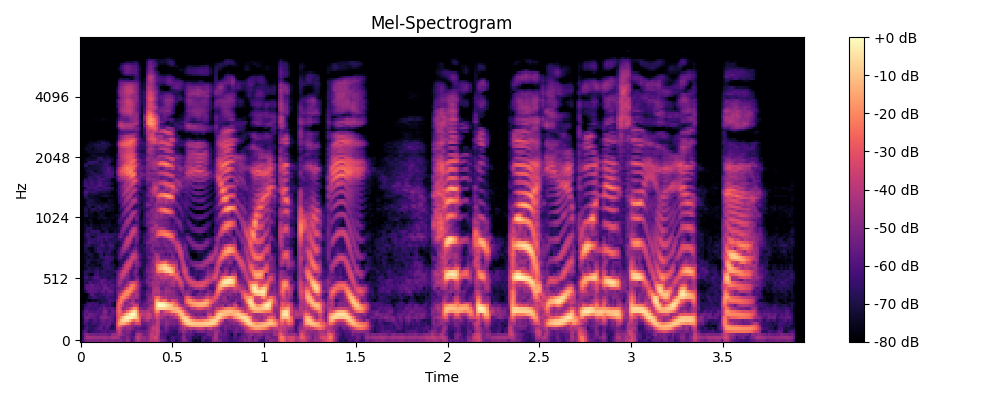 Mel-Spectrogram
+0 dB
-10 dB
-20 dB
-30 dB
-40 dB
-50 dB
-60 dB
-70 dB
-80 dB
Hz
4096
2048
1024
512
0
0 0.5 1 1.5 2 2.5 3 3.5
Time